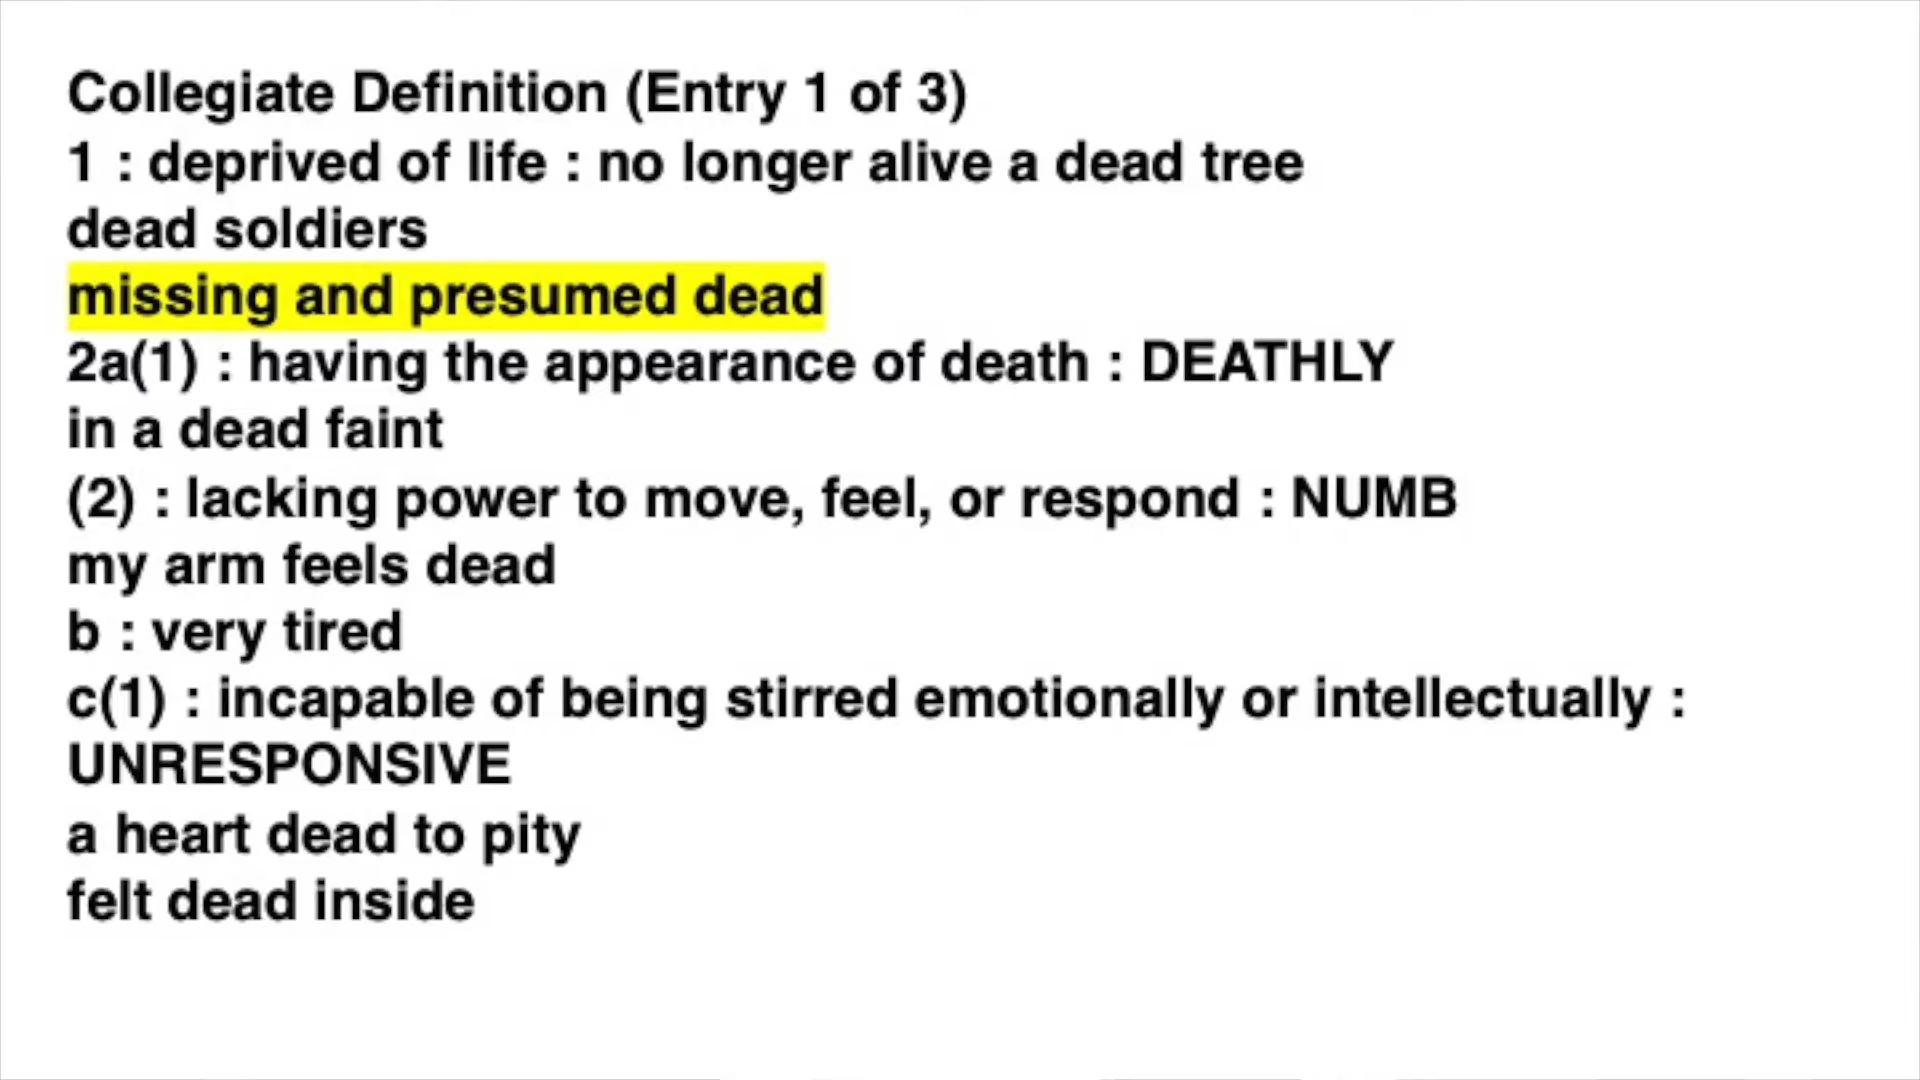 Collegiate Definition (Entry 1 of 3)
1 : deprived of life : no longer alive a dead tree
dead soldiers
missing and presumed dead
2a(1) : having the appearance of death : DEATHLY
in a dead faint
(2) : lacking power to move, feel, or respond : NUMB
my arm feels dead
b : very tired
c(1) : incapable of being stirred emotionally or intellectually :
UNRESPONSIVE
a heart dead to pity
felt dead inside